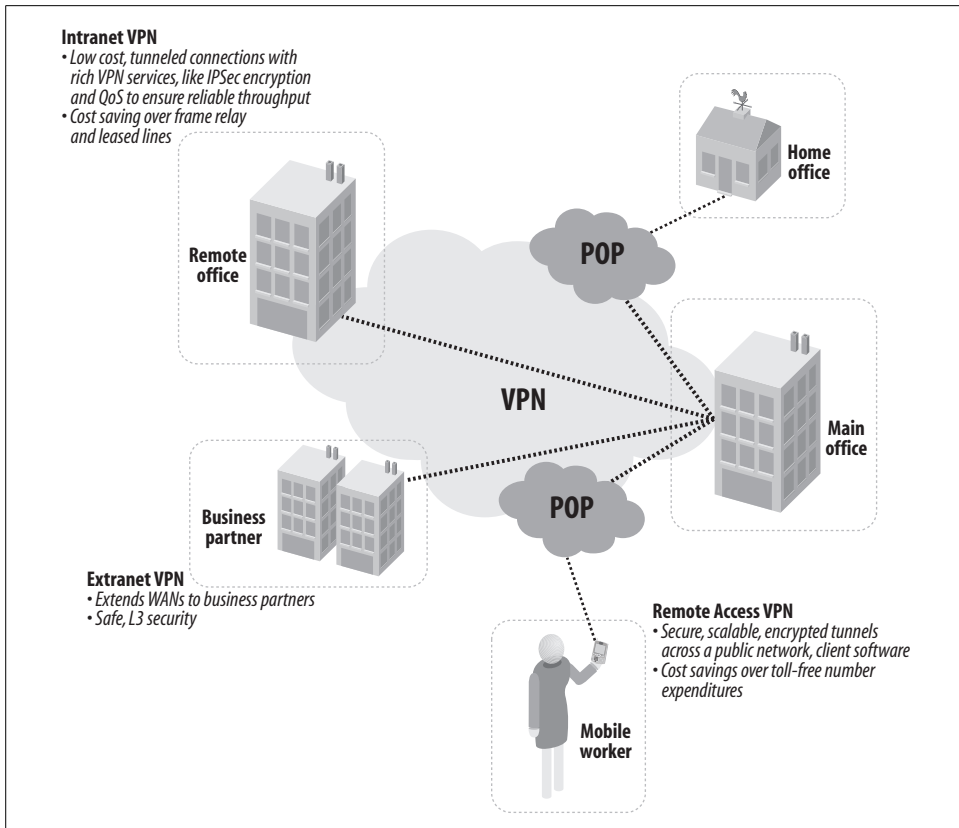 Intranet VPN
• Low cost, tunneled connections with
rich VPN services, like IPSec encryption
and QoS to ensure reliable throughput
• Cost saving over frame relay
and leased lines
Home
office
POP
Remote
office
VPN
Main
office
POP
Business
partner
Extranet VPN
• Extends WANs to business partners
• Safe, L3 security
Remote Access VPN
• Secure, scalable, encrypted tunnels
across a public network, client software
• Cost savings over toll-free number
expenditures
Mobile
worker